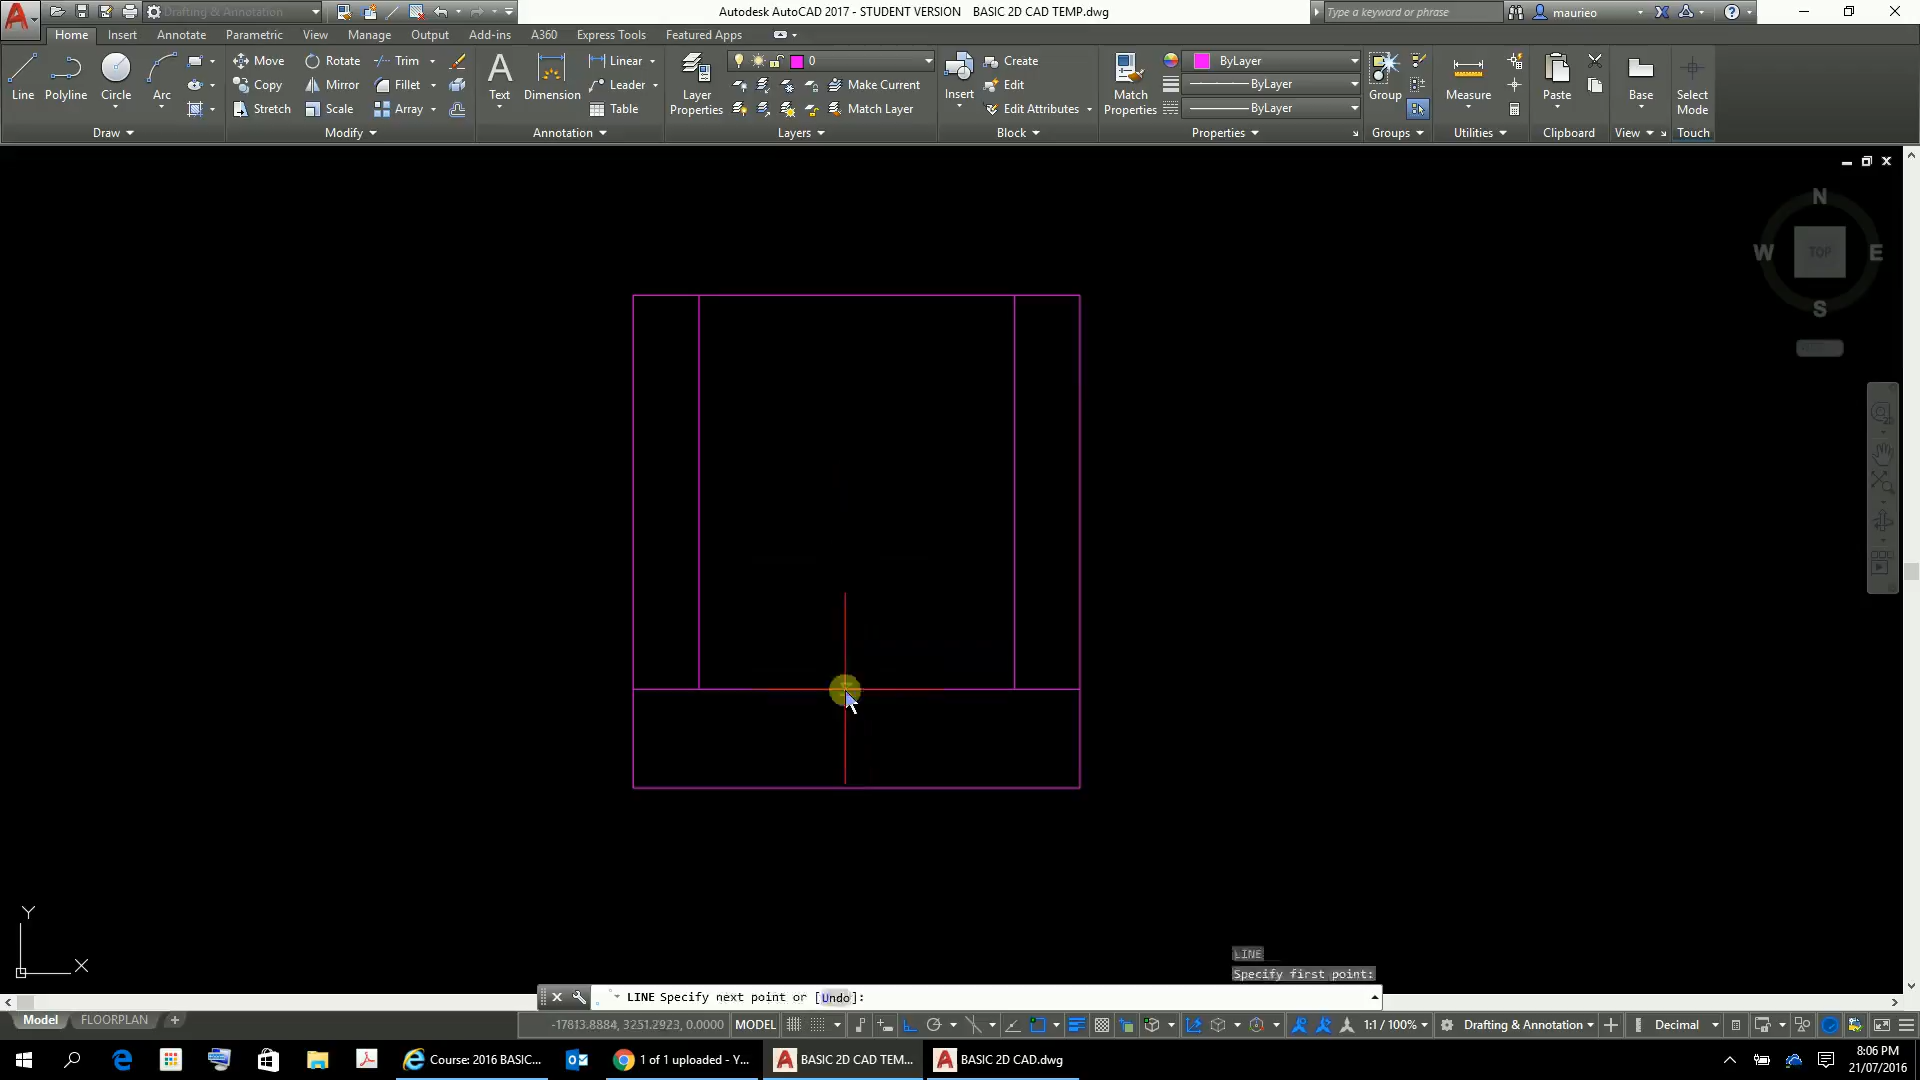 Drafting & Annotation
Autodesk AutoCAD 2017 - STUDENT VERSION BASIC 2D CAD TEMP.dwg
Type a keyword or phrase
maurieo
Home Insert Annotate Parametric View Manage Output Add-ins A360 Express Tools Featured Apps
Line Polyline Circle Arc
Draw
Move Rotate Trim
Copy Mirror Fillet
Stretch Scale Array
Modify
Text Dimension
Linear
Leader
Table
Annotation
Layer Properties
0
Make Current
Match Layer
Layers
Insert
Create
Edit
Edit Attributes
Block
Match Properties
ByLayer
ByLayer
ByLayer
Properties
Group
Groups
Measure
Utilities
Paste
Clipboard
Base
View
Select Mode
Touch
N
W TOP E
S
Y
X
LINE
Specify first point:
LINE Specify next point or [Undo]:
Model FLOORPLAN +
-17813.8884, 3251.2923, 0.0000 MODEL 1:1 / 100% Drafting & Annotation Decimal
Course: 2016 BASIC... 1 of 1 uploaded - Y... BASIC 2D CAD TEM... BASIC 2D CAD.dwg
8:06 PM
21/07/2016